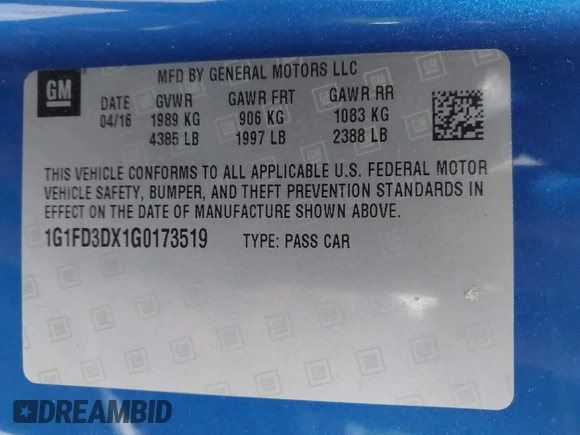 GM
MFD BY GENERAL MOTORS LLC
DATE GVWR GAWR FRT GAWR RR
04/16 1989 KG 906 KG 1083 KG
4385 LB 1997 LB 2388 LB
THIS VEHICLE CONFORMS TO ALL APPLICABLE U.S. FEDERAL MOTOR
VEHICLE SAFETY, BUMPER, AND THEFT PREVENTION STANDARDS IN
EFFECT ON THE DATE OF MANUFACTURE SHOWN ABOVE.
1G1FD3DX1G0173519 TYPE: PASS CAR
DREAMBID